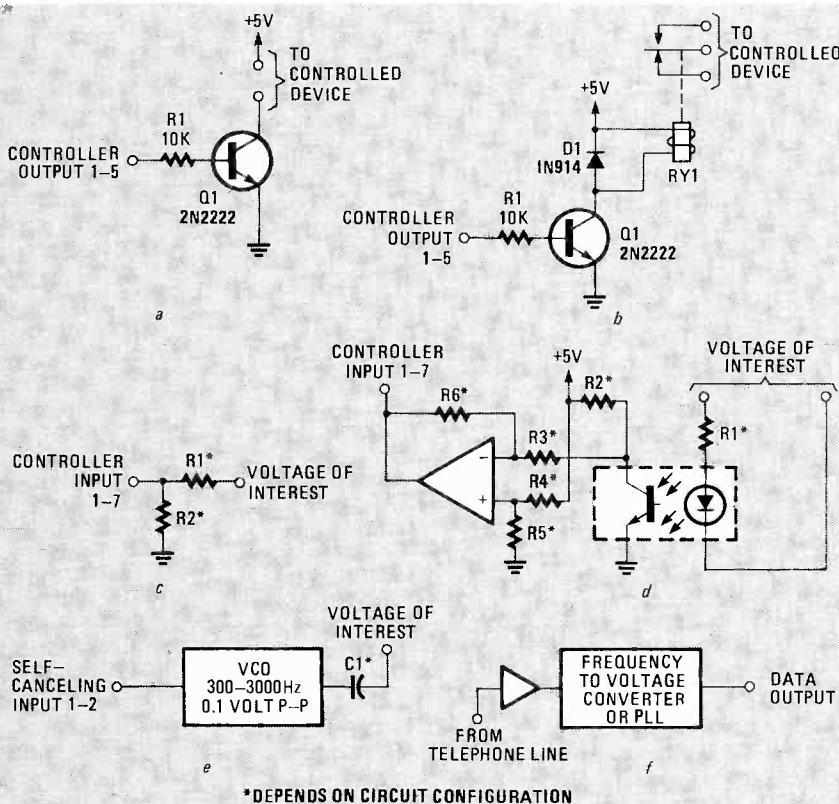 +5V
TO
CONTROLLED
DEVICE
R1
10K
CONTROLLER
OUTPUT 1–5
Q1
2N2222
a
TO
CONTROLLED
DEVICE
+5V
D1
1N914
RY1
R1
10K
CONTROLLER
OUTPUT
1–5
Q1
2N2222
b
CONTROLLER
INPUT
1–7
R1*
VOLTAGE OF
INTEREST
R2*
c
CONTROLLER
INPUT 1–7
R6*
+5V
R2*
R3*
R4*
R5*
–
+
VOLTAGE OF
INTEREST
R1*
d
SELF-
CANCELING
INPUT 1–2
VCO
300–3000Hz
0.1 VOLT P–P
C1*
VOLTAGE OF
INTEREST
e
FROM
TELEPHONE LINE
FREQUENCY
TO VOLTAGE
CONVERTER
OR PLL
DATA
OUTPUT
f
*DEPENDS ON CIRCUIT CONFIGURATION